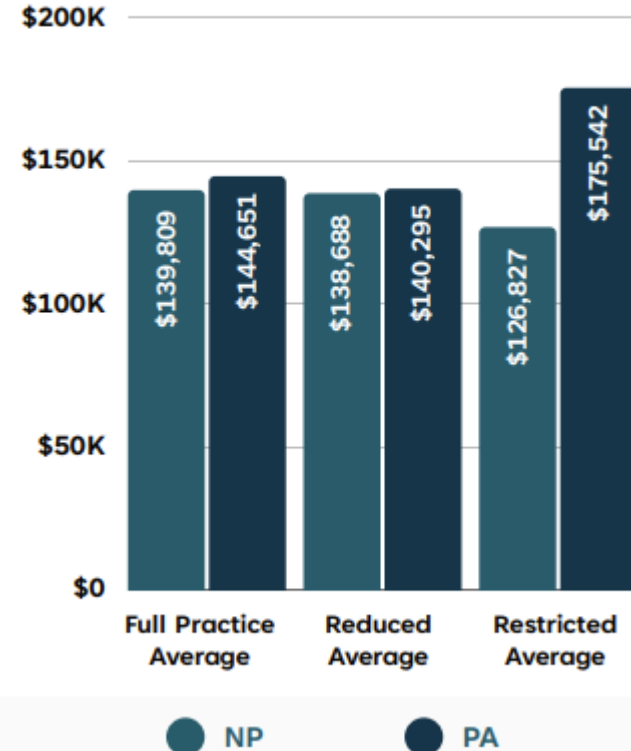 $200K
$150K
$100K
$50K
$0
$139,809
$144,651
$138,688
$140,295
$126,827
$175,542
Full Practice
Average
Reduced
Average
Restricted
Average
NP
PA